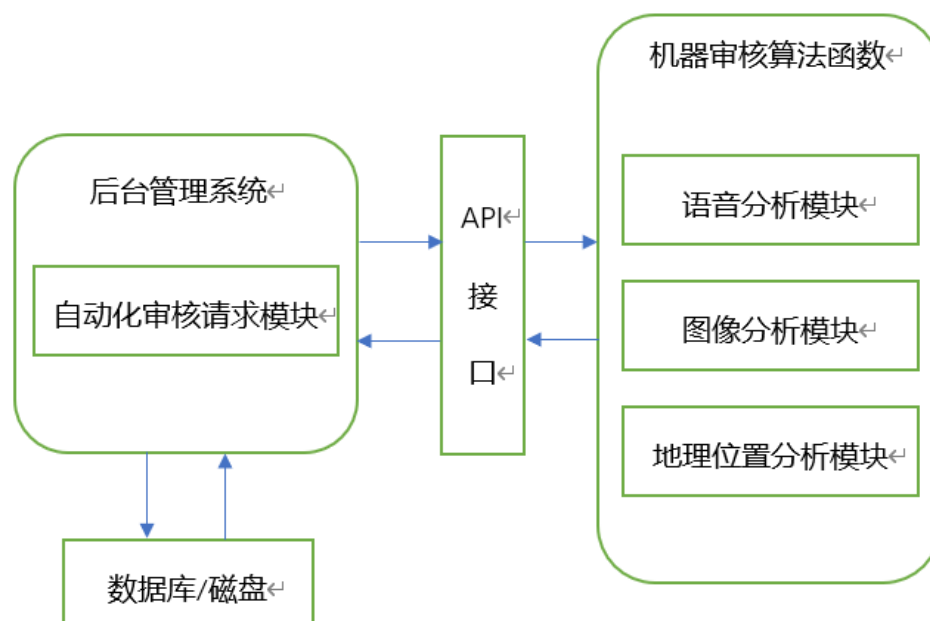 机器审核算法函数
后台管理系统
语音分析模块
API
接
口
自动化审核请求模块
图像分析模块
地理位置分析模块
数据库/磁盘